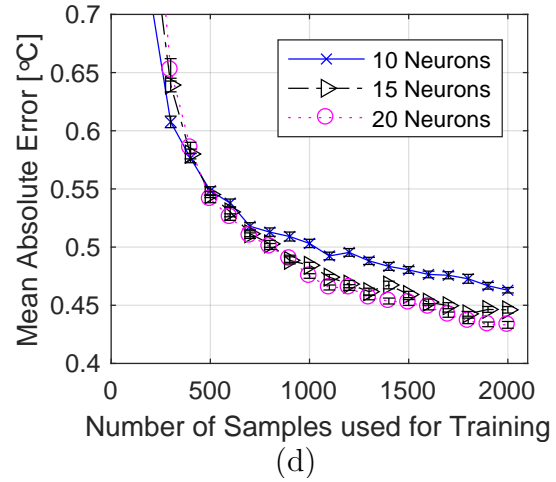 0.7
0.65
0.6
0.55
0.5
0.45
0.4
Mean Absolute Error [ºC]
10 Neurons
15 Neurons
20 Neurons
0 500 1000 1500 2000
Number of Samples used for Training
(d)